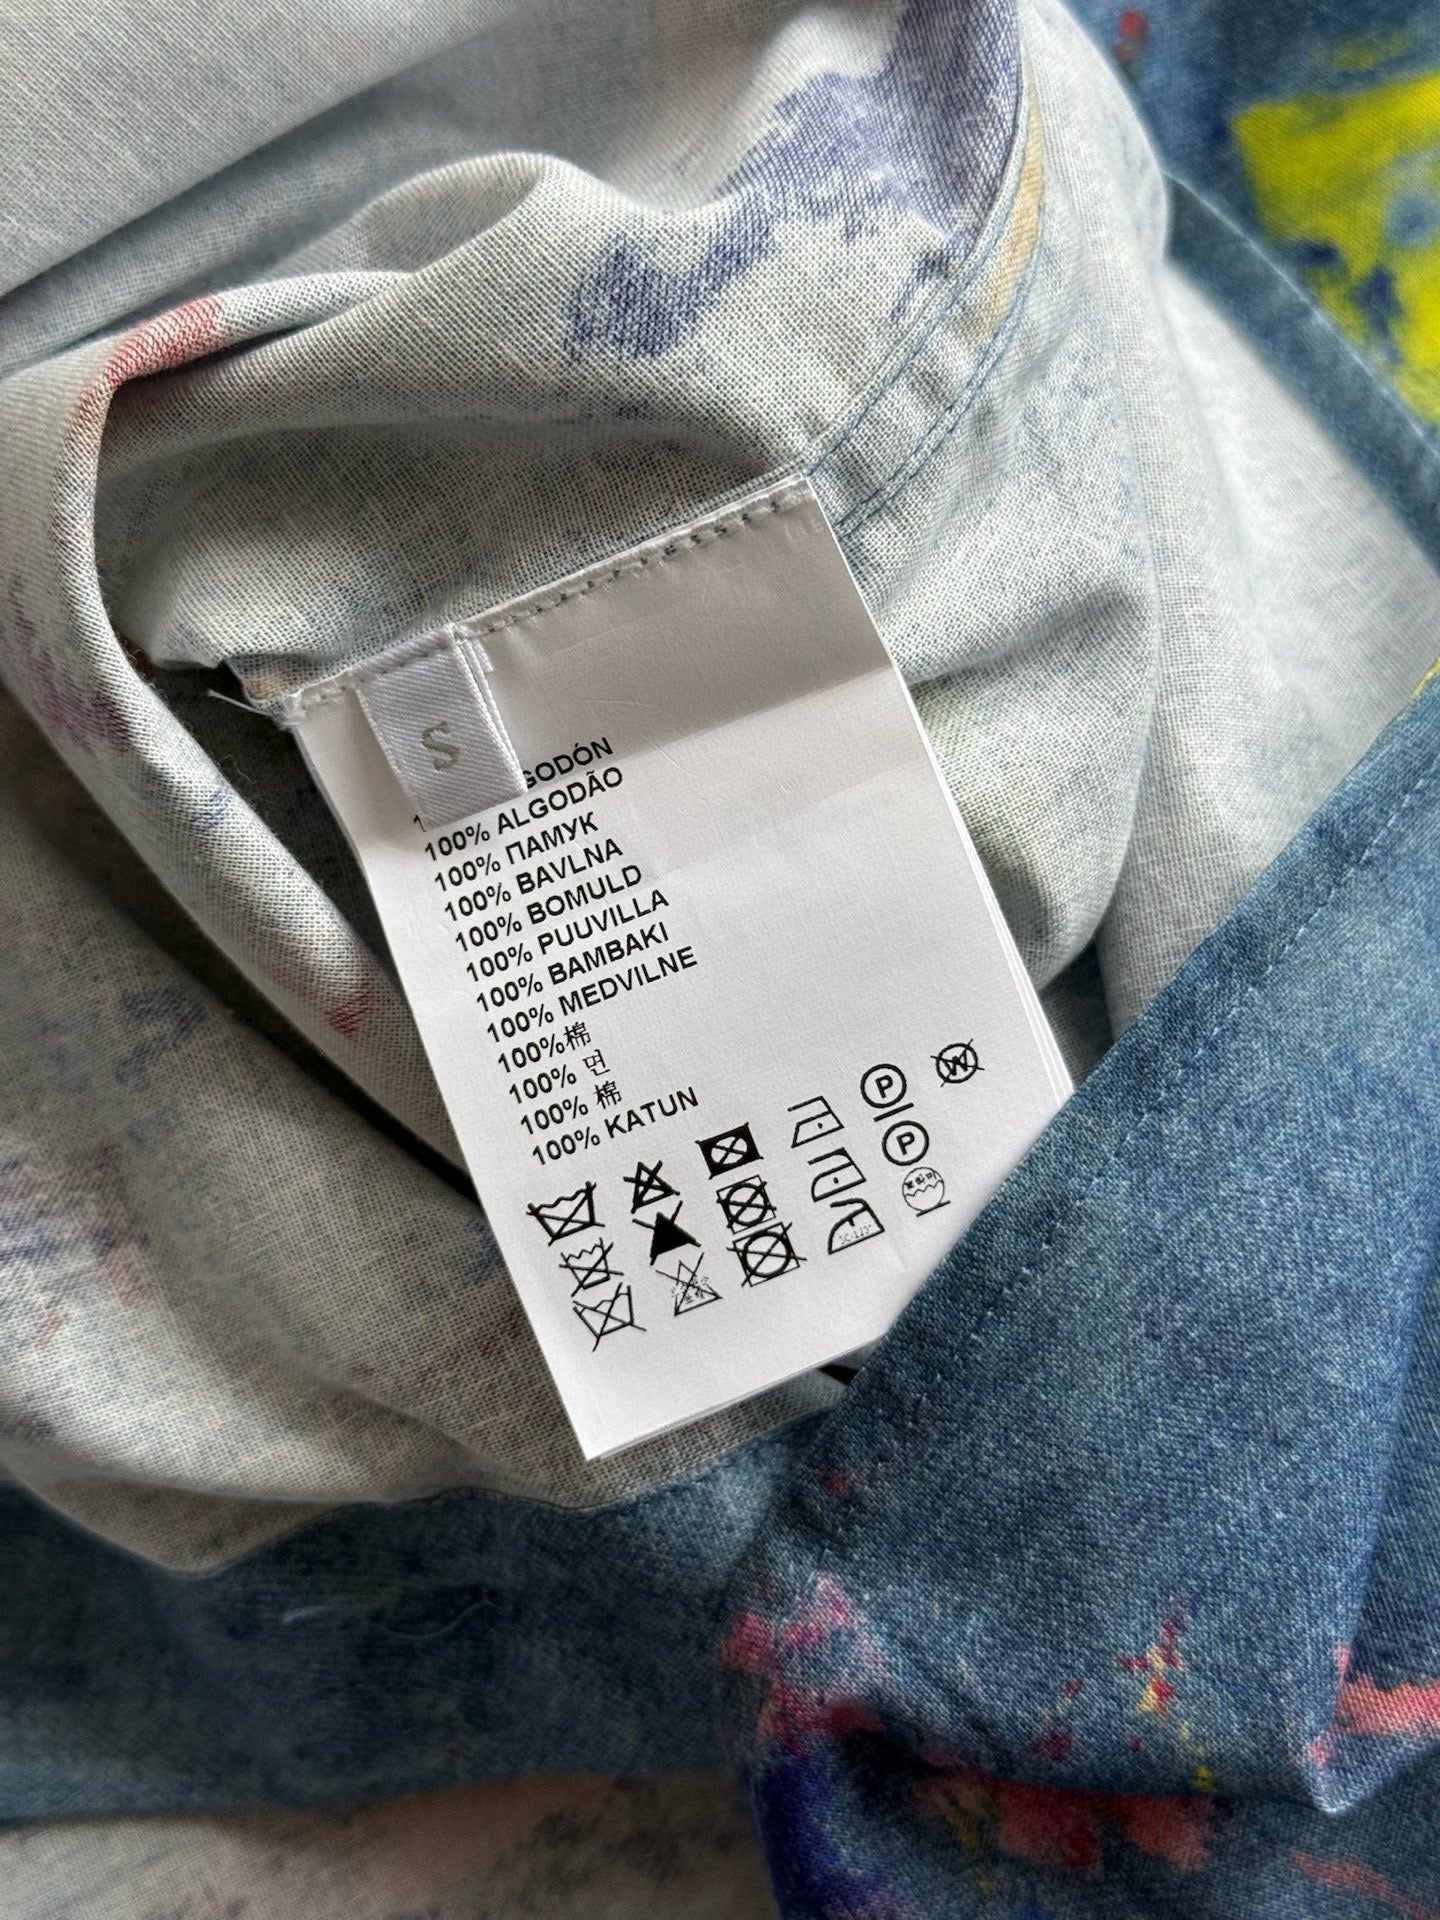 S
GODÓN
100% ALGODÃO
100% ПАМУК
100% BAVLNA
100% BOMULD
100% PUUVILLA
100% BAMBAKI
100% MEDVILNE
100%棉
100% 면
100% 棉
100% KATUN
P
W
P